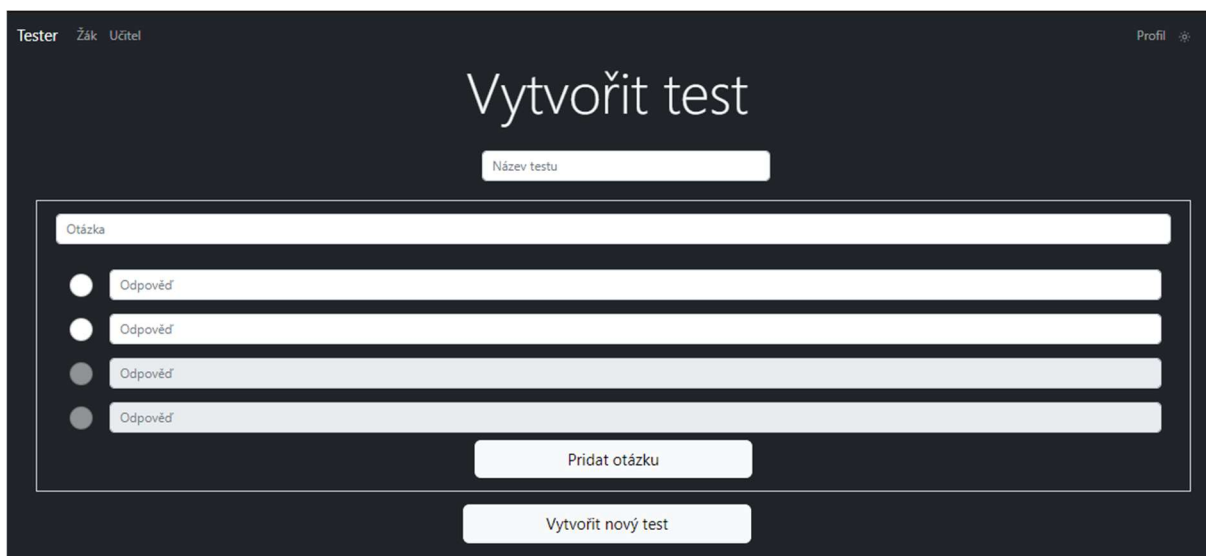 Tester Žák Učitel Profil
Vytvořit test
Název testu
Otázka
Odpověď
Odpověď
Odpověď
Odpověď
Pridat otázku
Vytvořit nový test